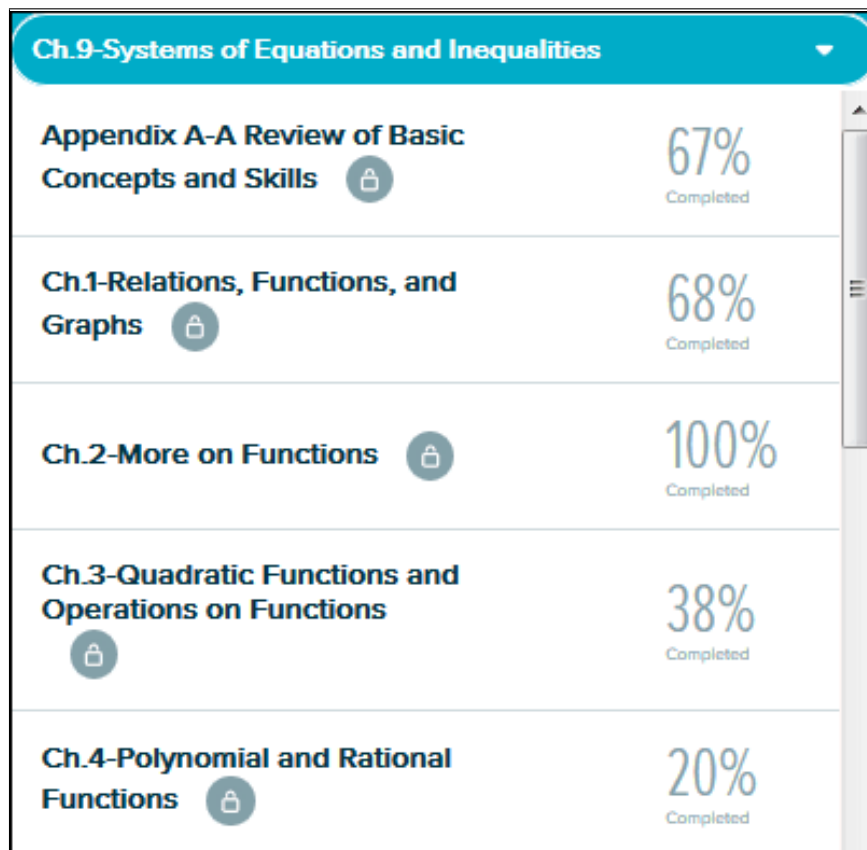 Ch.9-Systems of Equations and Inequalities
Appendix A-A Review of Basic
Concepts and Skills
67%
Completed
Ch.1-Relations, Functions, and
Graphs
68%
Completed
Ch.2-More on Functions
100%
Completed
Ch.3-Quadratic Functions and
Operations on Functions
38%
Completed
Ch.4-Polynomial and Rational
Functions
20%
Completed